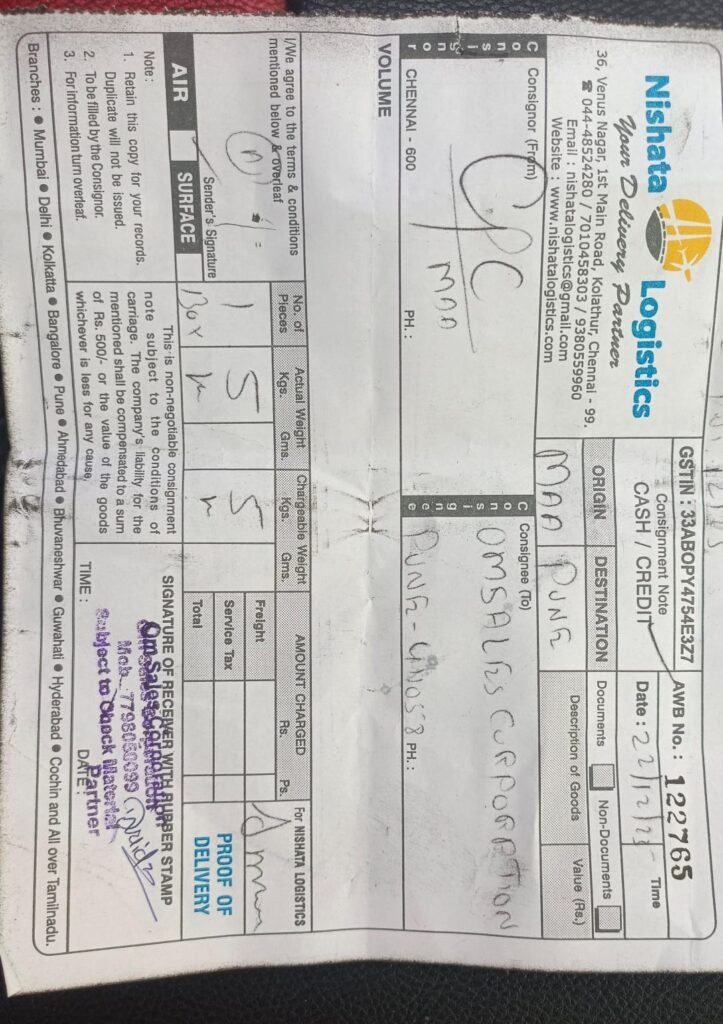 Nishata Logistics
Your Delivery Partner
36, Venus Nagar, 1st Main Road, Kolathur, Chennai - 99.
☎ 044-48524280 / 7010458303 / 9380559960
Email : nishatalogistics@gmail.com
Website : www.nishatalogistics.com
GSTIN : 33ABOPY4754E3Z7
Consignment Note
CASH / CREDIT
AWB No. : 122765
Date : 22/12/23
Time
ORIGIN
DESTINATION
MAA
PUNE
Documents
Non-Documents
Description of Goods
Value (Rs.)
Consignor
Consignor (From)
CPC
MAA
CHENNAI - 600
PH. :
Consignee
Consignee (To)
OMSALES CURPORATION
PUNE - 411058
PH. :
VOLUME
I/We agree to the terms & conditions
mentioned below & overleaf
Sender's Signature
AIR
SURFACE
No. of Pieces
Actual Weight
Kgs. Gms.
Chargeable Weight
Kgs. Gms.
AMOUNT CHARGED
Rs. Ps.
1
Box
5
5
Freight
Service Tax
Total
For NISHATA LOGISTICS
PROOF OF
DELIVERY
Note :
1. Retain this copy for your records.
Duplicate will not be issued.
2. To be filled by the Consignor.
3. For information turn overleaf.
This is non-negotiable consignment
note subject to the conditions of
carriage. The company's liability for the
mentioned shall be compensated to a sum
of Rs. 500/- or the value of the goods
whichever is less for any cause.
SIGNATURE OF RECEIVER WITH RUBBER STAMP
Om Sales Corporation
Mob.: 7798050099
Subject to Check Material
Partner
TIME :
DATE :
Branches : ● Mumbai ● Delhi ● Kolkatta ● Bangalore ● Pune ● Ahmedabad ● Bhuvaneshwar ● Guwahati ● Hyderabad ● Cochin and All over Tamilnadu.